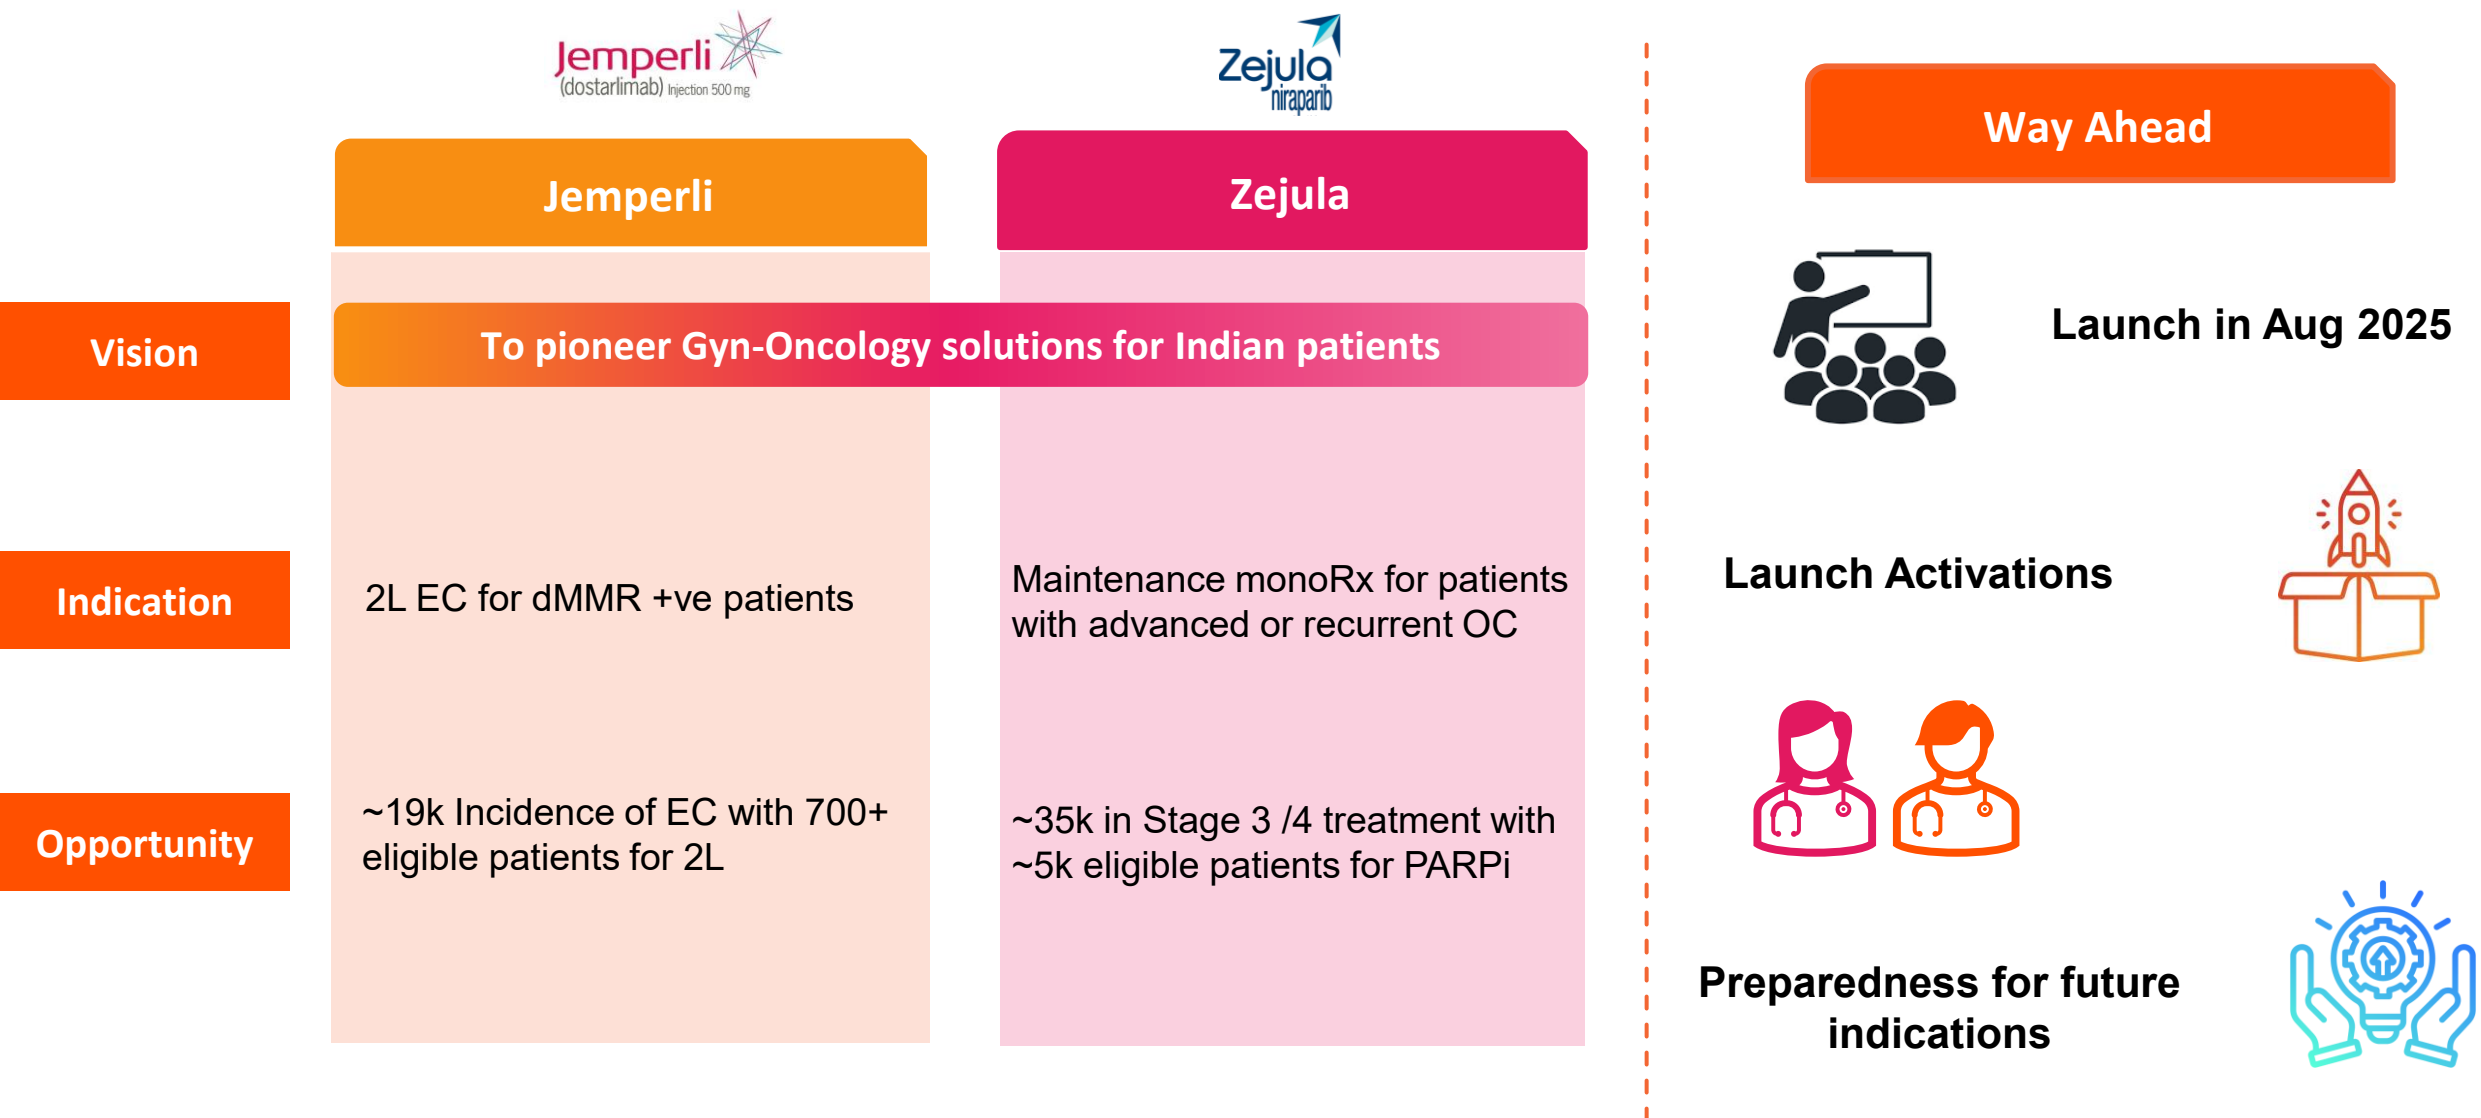 Jemperli
(dostarlimab) Injection 500 mg
Zejula
niraparib
Jemperli
Zejula
Way Ahead
Vision
To pioneer Gyn-Oncology solutions for Indian patients
Launch in Aug 2025
Indication
2L EC for dMMR +ve patients
Maintenance monoRx for patients
with advanced or recurrent OC
Launch Activations
Opportunity
~19k Incidence of EC with 700+
eligible patients for 2L
~35k in Stage 3 /4 treatment with
~5k eligible patients for PARPi
Preparedness for future
indications